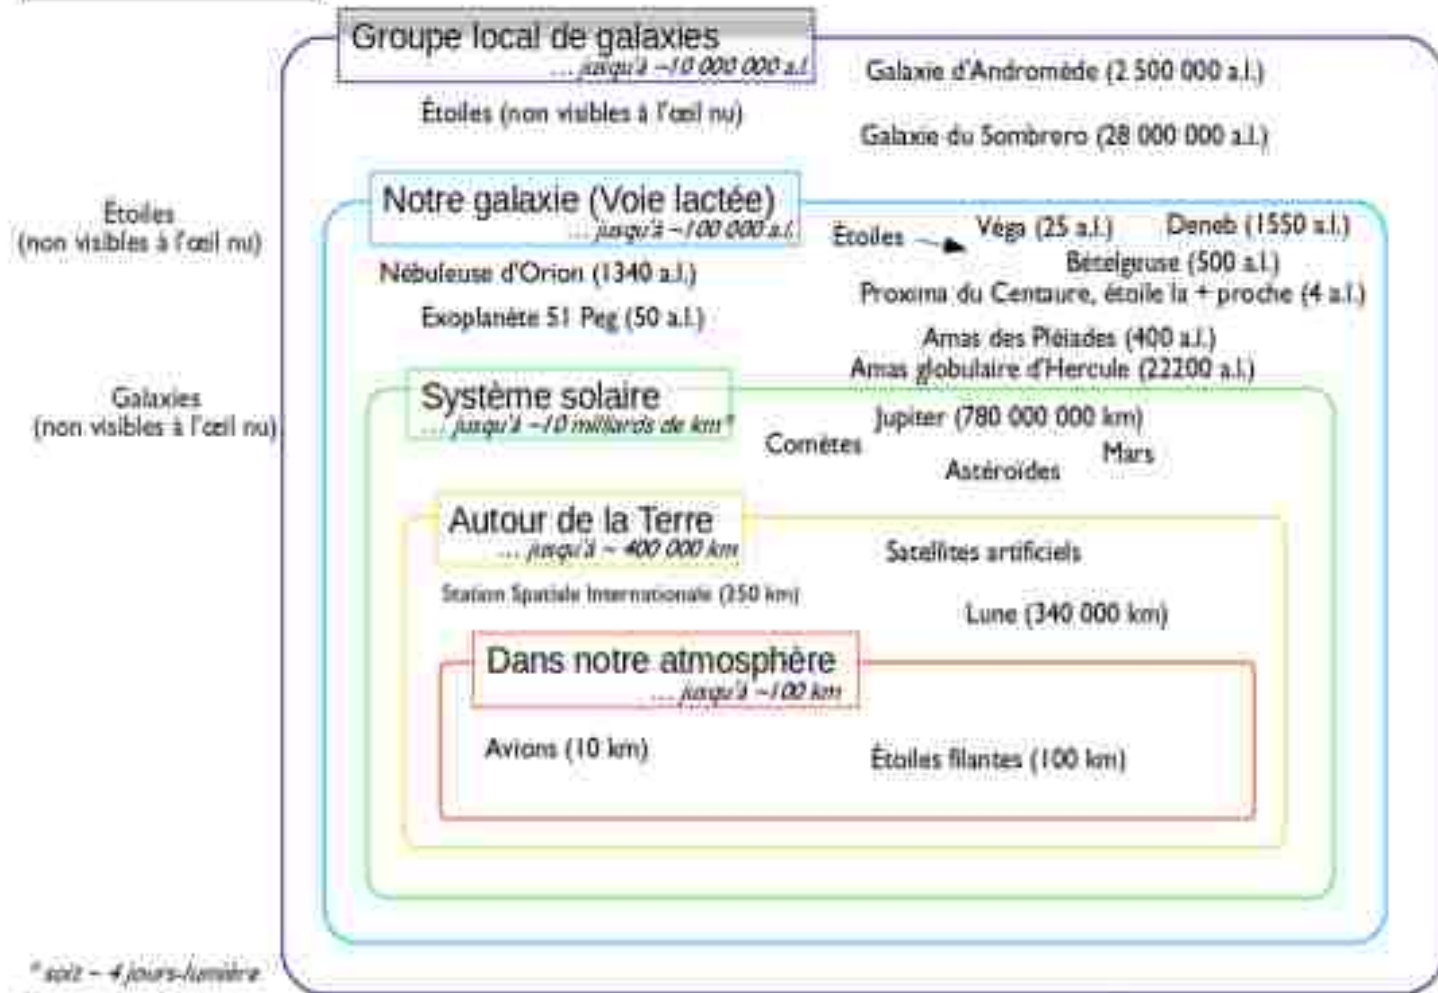 Groupe local de galaxies
... jusqu'à ~10 000 000 a.l.
Galaxie d'Andromède (2 500 000 a.l.)
Étoiles (non visibles à l'œil nu)
Galaxie du Sombrero (28 000 000 a.l.)
Étoiles
(non visibles à l'œil nu)
Notre galaxie (Voie lactée)
... jusqu'à ~100 000 a.l.
Étoiles
Véga (25 a.l.)
Deneb (1550 a.l.)
Bételgeuse (500 a.l.)
Nébuleuse d'Orion (1340 a.l.)
Proxima du Centaure, étoile la + proche (4 a.l.)
Exoplanète 51 Peg (50 a.l.)
Amas des Pléiades (400 a.l.)
Amas globulaire d'Hercule (22200 a.l.)
Galaxies
(non visibles à l'œil nu)
Système solaire
... jusqu'à ~10 milliards de km*
Jupiter (780 000 000 km)
Comètes
Mars
Astéroïdes
Autour de la Terre
... jusqu'à ~ 400 000 km
Satellites artificiels
Station Spatiale Internationale (350 km)
Lune (340 000 km)
Dans notre atmosphère
... jusqu'à ~100 km
Avions (10 km)
Étoiles filantes (100 km)
* soit ~ 4 jours-lumière